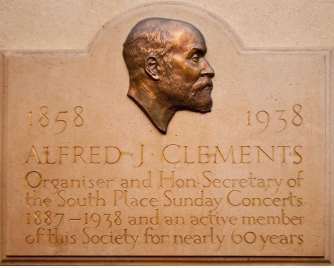 1858 1938
ALFRED·J·CLEMENTS
Organiser and Hon·Secretary of
the South Place Sunday Concerts
1887–1938 and an active member
of this Society for nearly 60 years